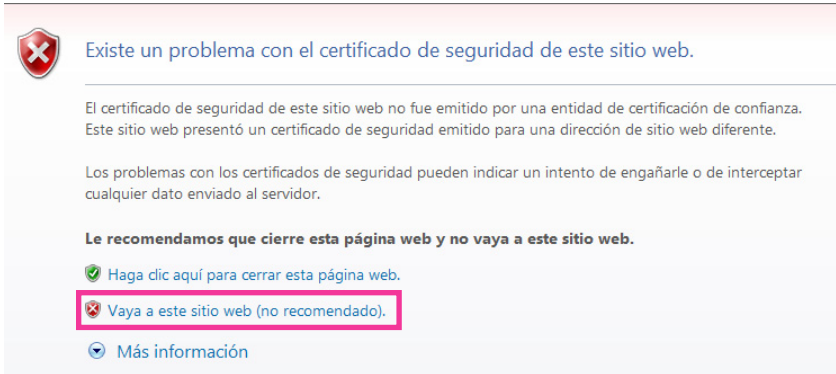 Existe un problema con el certificado de seguridad de este sitio web.
El certificado de seguridad de este sitio web no fue emitido por una entidad de certificación de confianza.
Este sitio web presentó un certificado de seguridad emitido para una dirección de sitio web diferente.
Los problemas con los certificados de seguridad pueden indicar un intento de engañarle o de interceptar
cualquier dato enviado al servidor.
Le recomendamos que cierre esta página web y no vaya a este sitio web.
Haga clic aquí para cerrar esta página web.
Vaya a este sitio web (no recomendado).
Más información